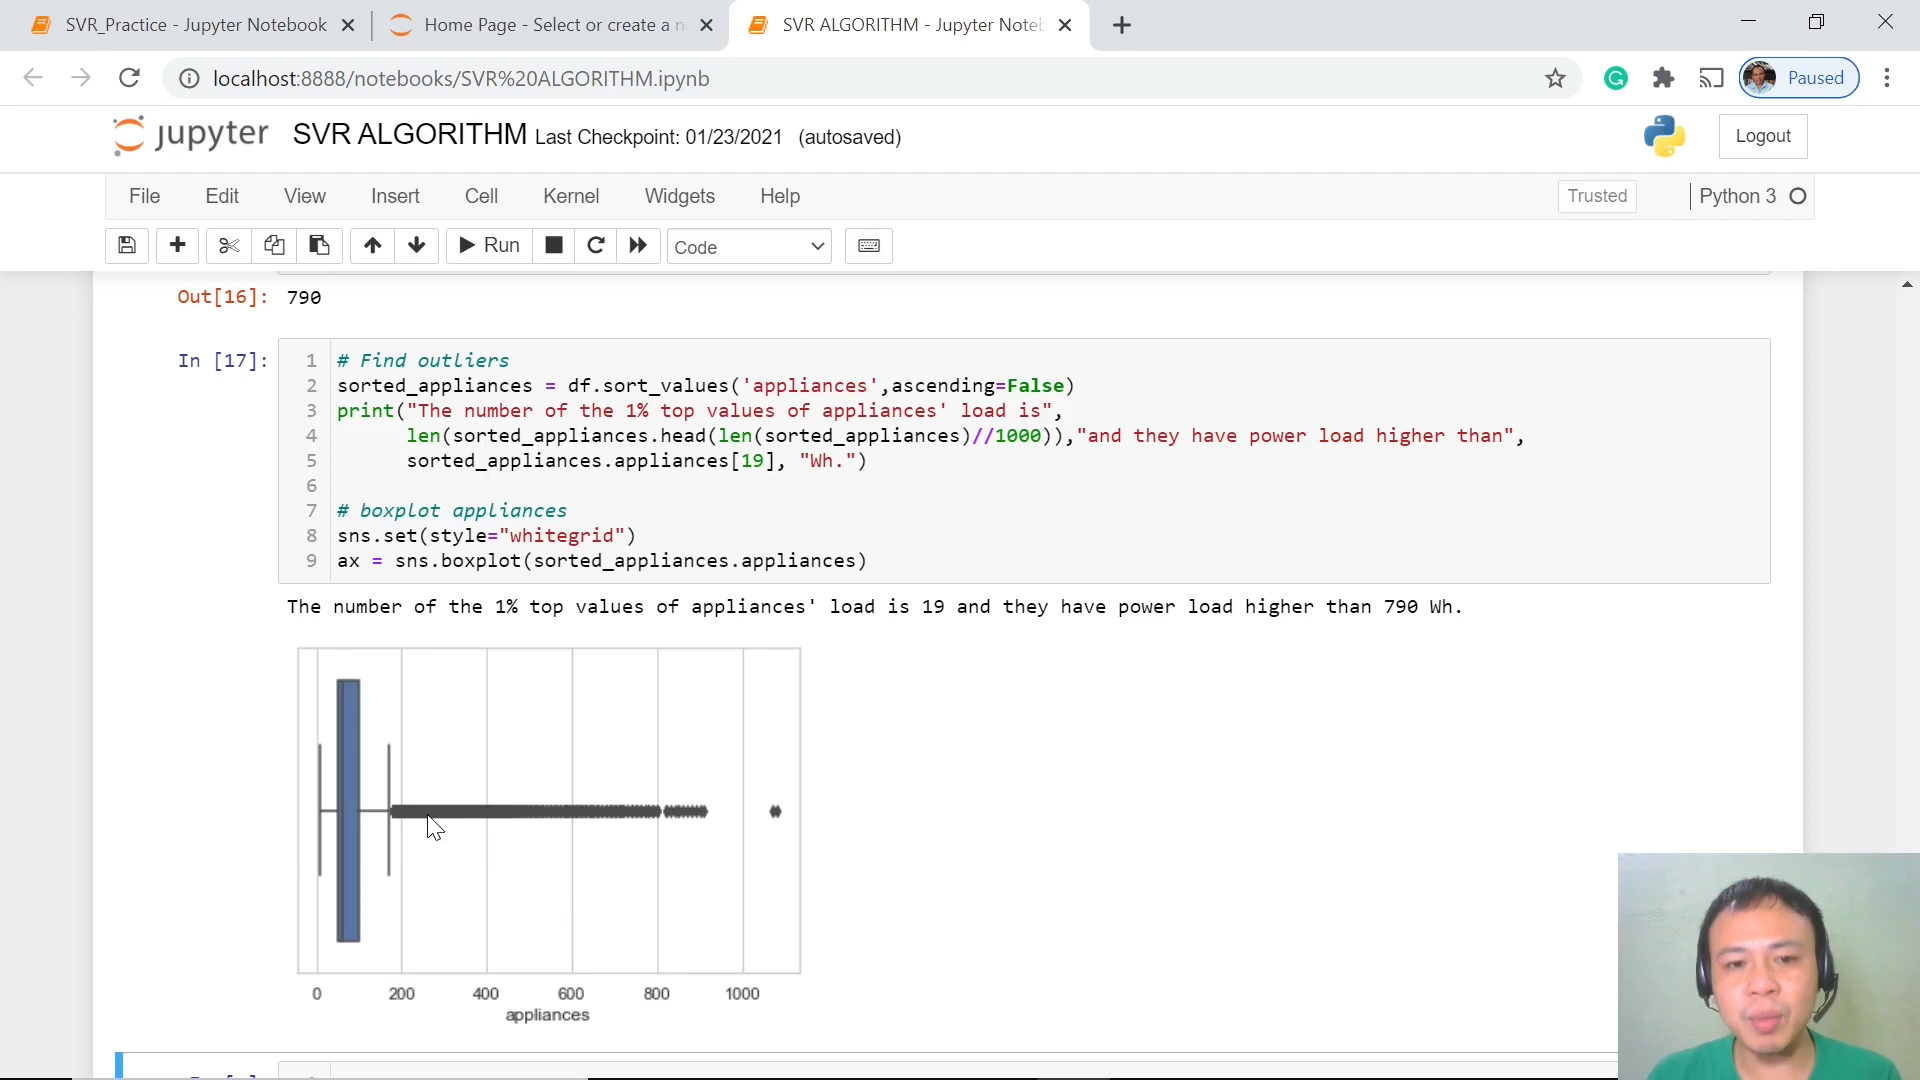 SVR_Practice - Jupyter Notebook
Home Page - Select or create a n
SVR ALGORITHM - Jupyter Noteb
localhost:8888/notebooks/SVR%20ALGORITHM.ipynb
Paused
jupyter SVR ALGORITHM Last Checkpoint: 01/23/2021 (autosaved)
Logout
File Edit View Insert Cell Kernel Widgets Help
Trusted
Python 3
Run
Code
Out[16]: 790
In [17]:
1 # Find outliers
2 sorted_appliances = df.sort_values('appliances',ascending=False)
3 print("The number of the 1% top values of appliances' load is",
4 len(sorted_appliances.head(len(sorted_appliances)//1000)),"and they have power load higher than",
5 sorted_appliances.appliances[19], "Wh.")
6
7 # boxplot appliances
8 sns.set(style="whitegrid")
9 ax = sns.boxplot(sorted_appliances.appliances)
The number of the 1% top values of appliances' load is 19 and they have power load higher than 790 Wh.
0 200 400 600 800 1000
appliances